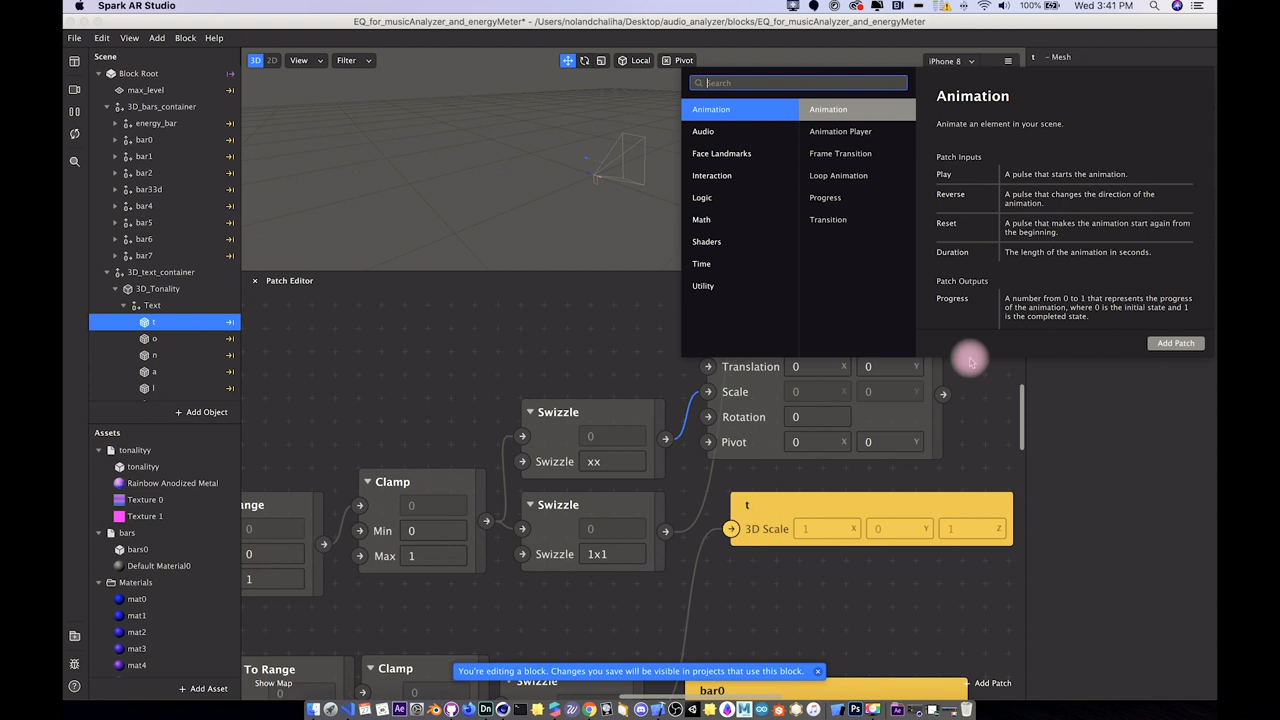 Spark AR Studio
100%
Wed 3:41 PM
EQ_for_musicAnalyzer_and_energyMeter* - /Users/nolandchaliha/Desktop/audio_analyzer/blocks/EQ_for_musicAnalyzer_and_energyMeter
File Edit View Add Block Help
Scene
Block Root
max_level
3D_bars_container
energy_bar
bar0
bar1
bar2
bar33d
bar4
bar5
bar6
bar7
3D_text_container
3D_Tonality
Text
t
o
n
a
l
+ Add Object
Assets
tonalityy
tonalityy
Rainbow Anodized Metal
Texture 0
Texture 1
bars
bars0
Default Material0
Materials
mat0
mat1
mat2
mat3
mat4
+ Add Asset
3D 2D View Filter Local Pivot
iPhone 8
t - Mesh
Search
Animation
Audio
Face Landmarks
Interaction
Logic
Math
Shaders
Time
Utility
Animation
Animation Player
Frame Transition
Loop Animation
Progress
Transition
Animation
Animate an element in your scene.
Patch Inputs
Play A pulse that starts the animation.
Reverse A pulse that changes the direction of the
animation.
Reset A pulse that makes the animation start again from
the beginning.
Duration The length of the animation in seconds.
Patch Outputs
Progress A number from 0 to 1 that represents the progress
of the animation, where 0 is the initial state and 1
is the completed state.
Add Patch
× Patch Editor
Translation 0 X 0 Y
Scale 0 X 0 Y
Rotation 0
Pivot 0 X 0 Y
Swizzle
0
Swizzle xx
Clamp
0
Min 0
Max 1
Swizzle
0
Swizzle 1x1
ange
0
0
1
t
3D Scale 1 X 0 Y 1 Z
To Range
0
Clamp
0
Swizzle
bar0
Show Map
You're editing a block. Changes you save will be visible in projects that use this block.
+ Add Patch